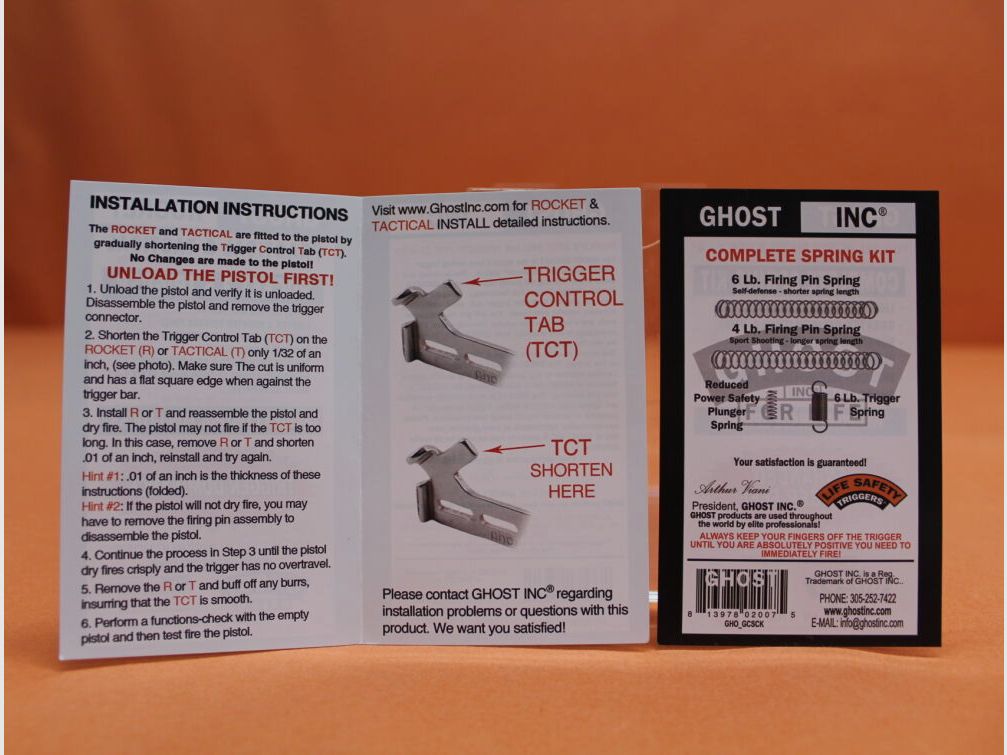 INSTALLATION INSTRUCTIONS
The ROCKET and TACTICAL are fitted to the pistol by
gradually shortening the Trigger Control Tab (TCT).
No Changes are made to the pistol!
UNLOAD THE PISTOL FIRST!
1. Unload the pistol and verify it is unloaded.
Disassemble the pistol and remove the trigger
connector.
2. Shorten the Trigger Control Tab (TCT) on the
ROCKET (R) or TACTICAL (T) only 1/32 of an
inch, (see photo). Make sure The cut is uniform
and has a flat square edge when against the
trigger bar.
3. Install R or T and reassemble the pistol and
dry fire. The pistol may not fire if the TCT is too
long. In this case, remove R or T and shorten
.01 of an inch, reinstall and try again.
Hint #1: .01 of an inch is the thickness of these
instructions (folded).
Hint #2: If the pistol will not dry fire, you may
have to remove the firing pin assembly to
disassemble the pistol.
4. Continue the process in Step 3 until the pistol
dry fires crisply and the trigger has no overtravel.
5. Remove the R or T and buff off any burrs,
insurring that the TCT is smooth.
6. Perform a functions-check with the empty
pistol and then test fire the pistol.
Visit www.GhostInc.com for ROCKET &
TACTICAL INSTALL detailed instructions.
TRIGGER
CONTROL
TAB
(TCT)
TCT
SHORTEN
HERE
Please contact GHOST INC® regarding
installation problems or questions with this
product. We want you satisfied!
GHOST INC®
COMPLETE SPRING KIT
6 Lb. Firing Pin Spring
Self-defense - shorter spring length
4 Lb. Firing Pin Spring
Sport Shooting - longer spring length
GHOST
INC
FOR LIFE
Reduced
Power Safety
Plunger
Spring
6 Lb. Trigger
Spring
Your satisfaction is guaranteed!
Arthur Viani
President, GHOST INC.®
GHOST products are used throughout
the world by elite professionals!
LIFE SAFETY
TRIGGERS
ALWAYS KEEP YOUR FINGERS OFF THE TRIGGER
UNTIL YOU ARE ABSOLUTELY POSITIVE YOU NEED TO
IMMEDIATELY FIRE!
GHOST
8 13978 02007 5
GHO_GCSCK
GHOST INC. is a Reg.
Trademark of GHOST INC..
PHONE: 305-252-7422
www.ghostinc.com
E-MAIL: info@ghostinc.com